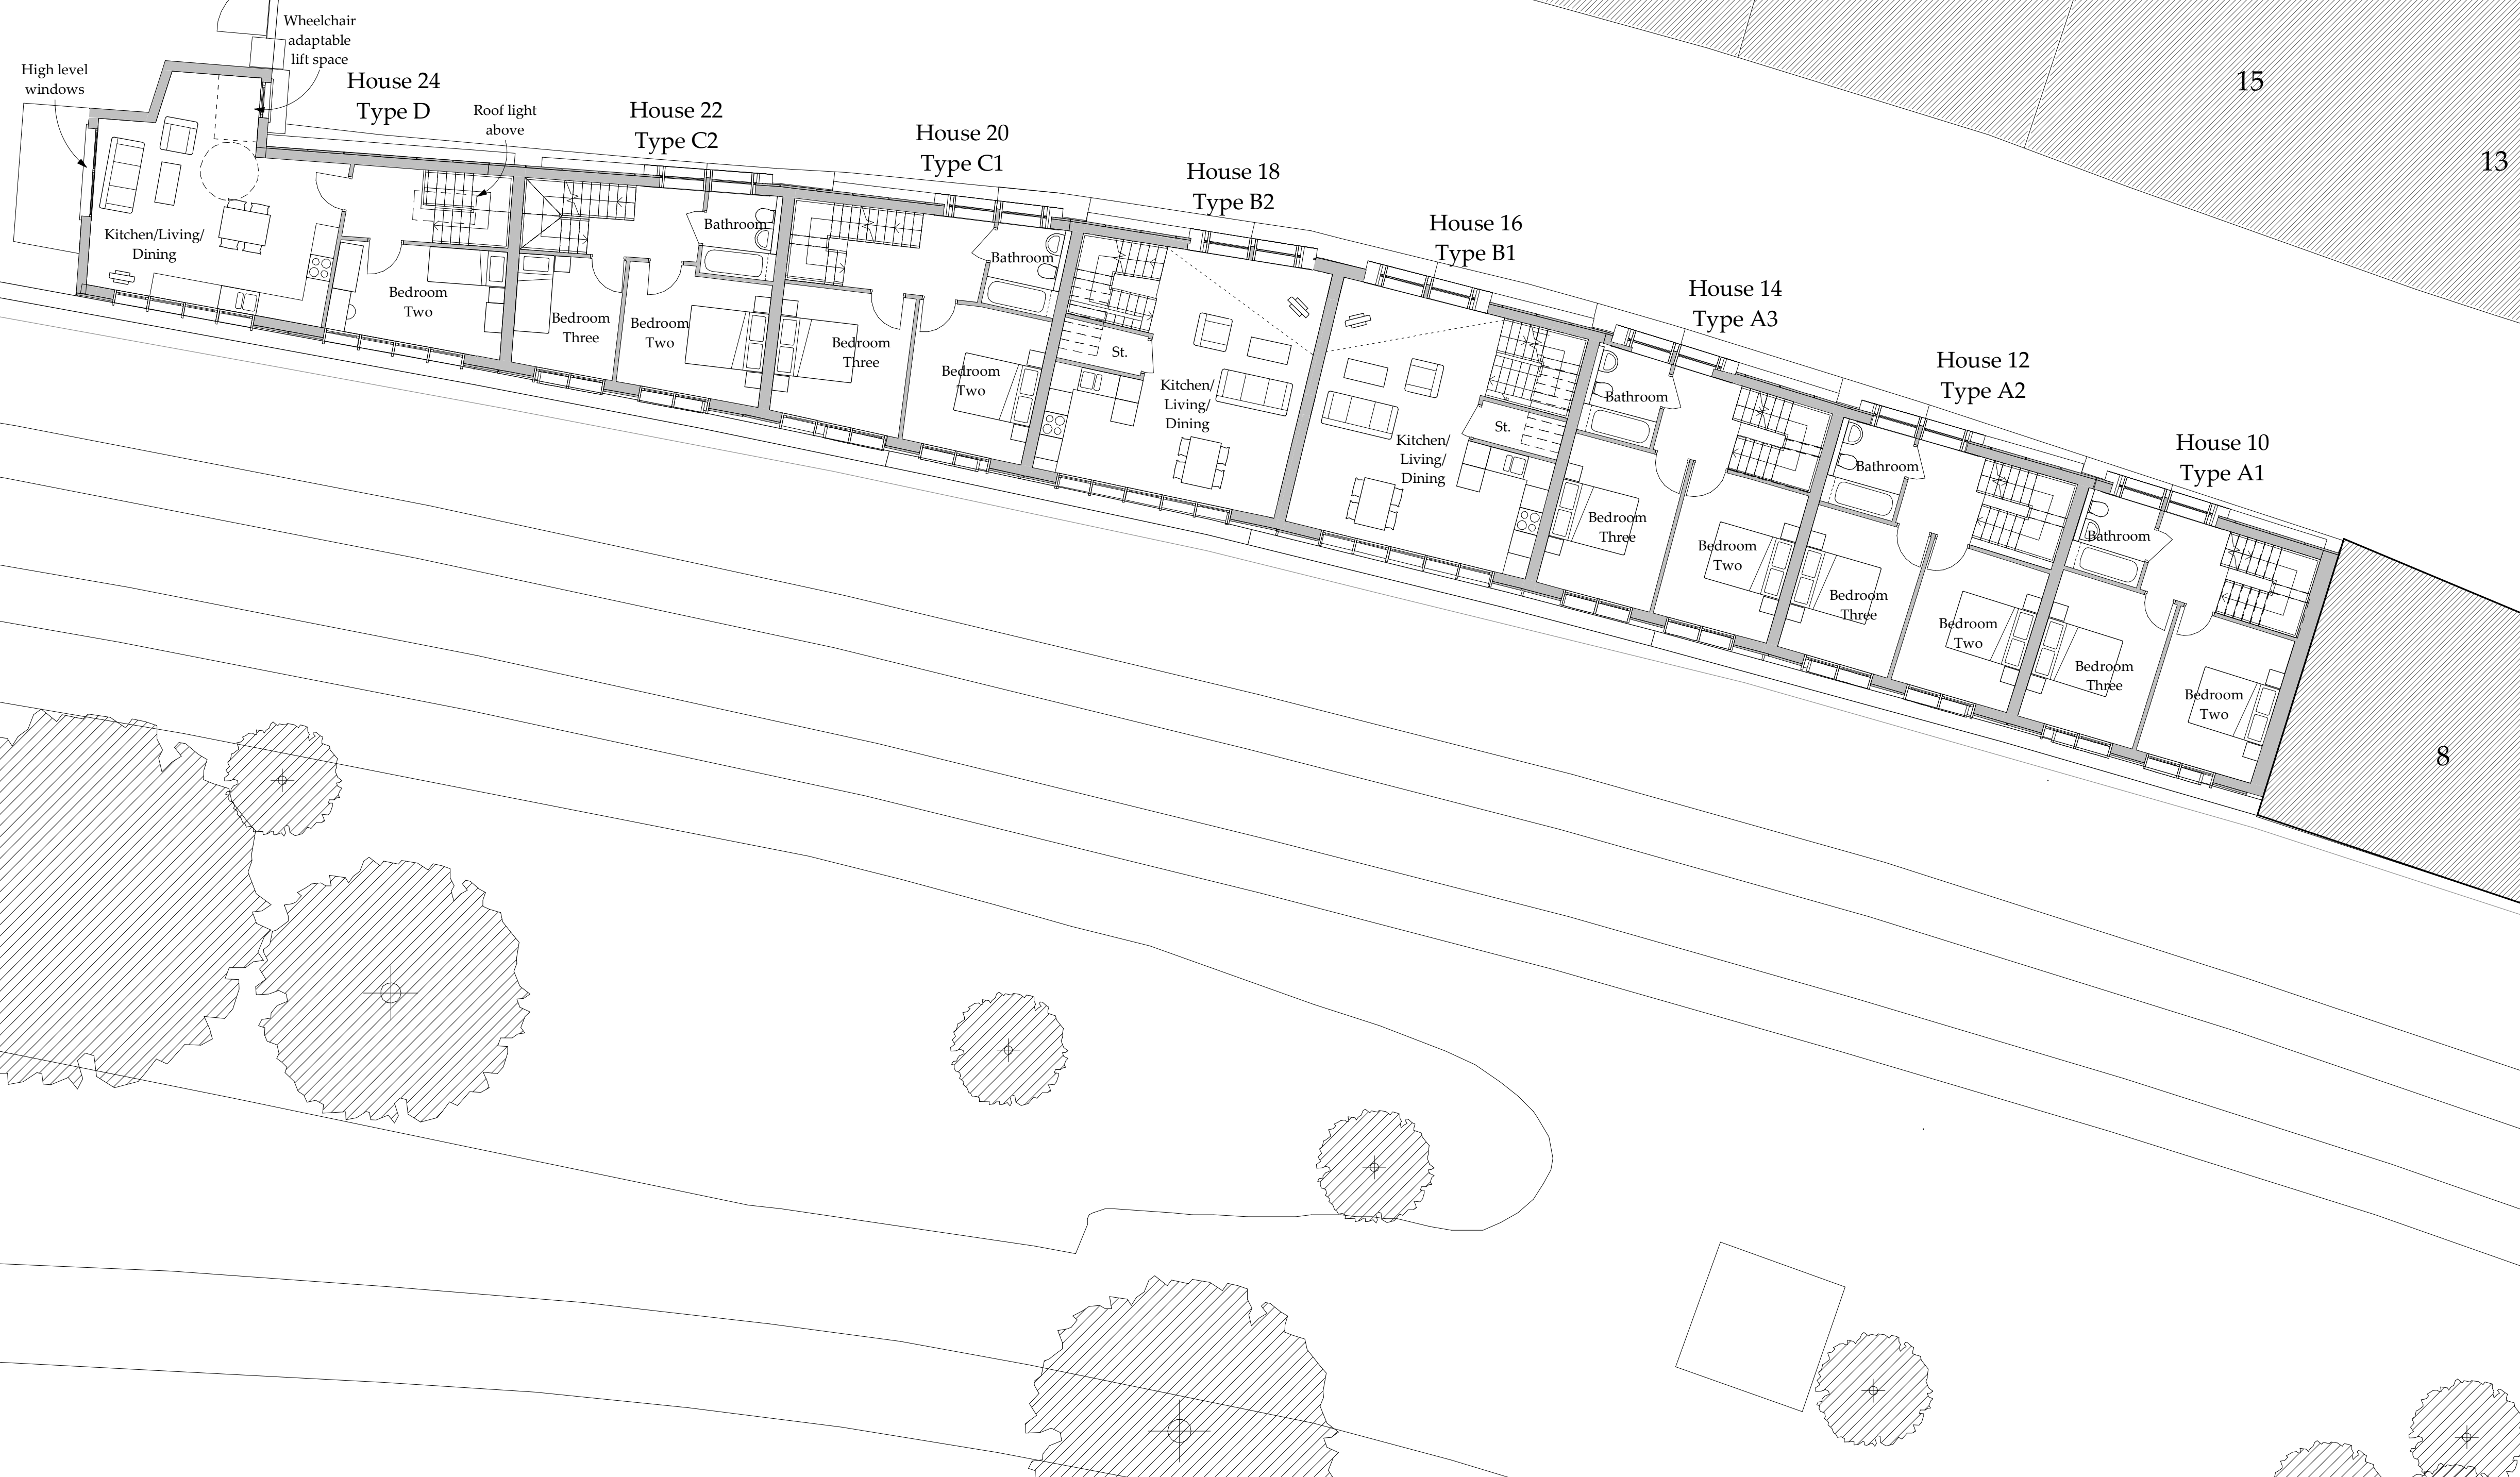 Wheelchair
adaptable
lift space
High level
windows
House 24
Type D
Roof light
above
House 22
Type C2
House 20
Type C1
House 18
Type B2
House 16
Type B1
House 14
Type A3
House 12
Type A2
House 10
Type A1
15
13
8
Kitchen/Living/
Dining
Bedroom
Two
Bedroom
Three
Bedroom
Two
Bathroom
Bedroom
Three
Bedroom
Two
Bathroom
St.
Kitchen/
Living/
Dining
Kitchen/
Living/
Dining
St.
Bathroom
Bedroom
Three
Bedroom
Two
Bathroom
Bedroom
Three
Bedroom
Two
Bathroom
Bedroom
Three
Bedroom
Two